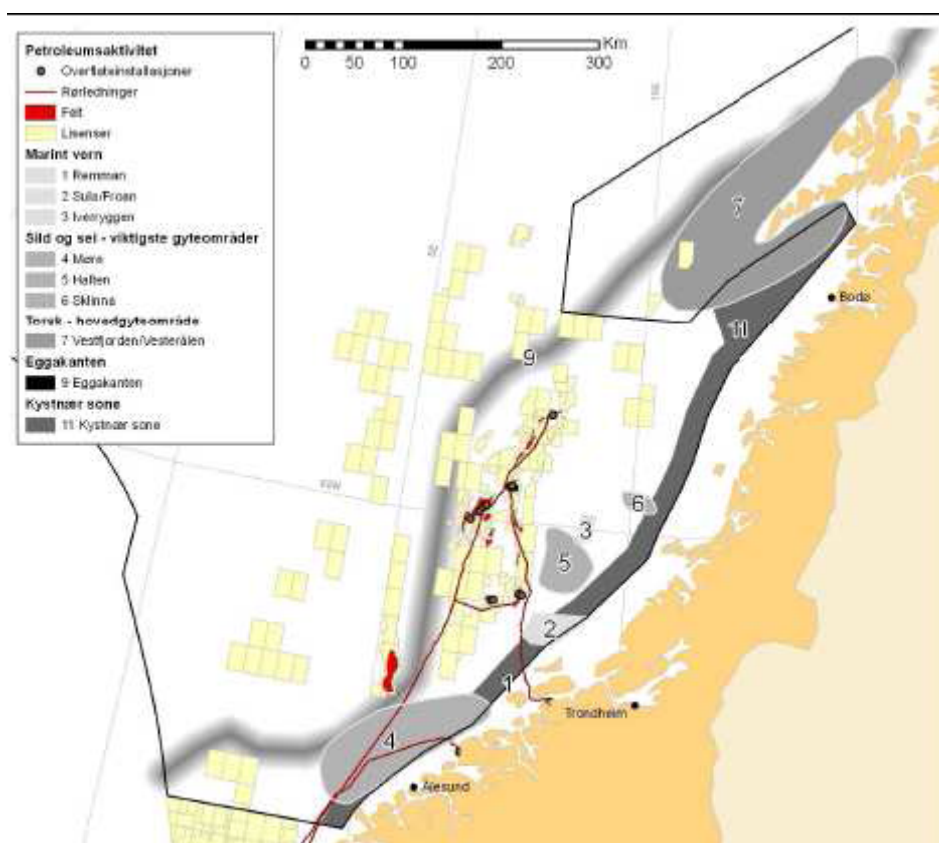 Petroleumsaktivitet
Overflateinstallasjoner
Rørledninger
Felt
Lisenser
Marint vern
1 Remman
2 Sula/Froan
3 Iverryggen
Sild og sei - viktigste gyteområder
4 Møre
5 Halten
6 Sklinna
Torsk - hovedgyteområde
7 Vestfjorden/Vesterålen
Eggakanten
9 Eggakanten
Kystnær sone
11 Kystnær sone
Km
0 50 100 200 300
7
Bodø
11
9
6
3
5
2
1
Trondheim
4
Ålesund